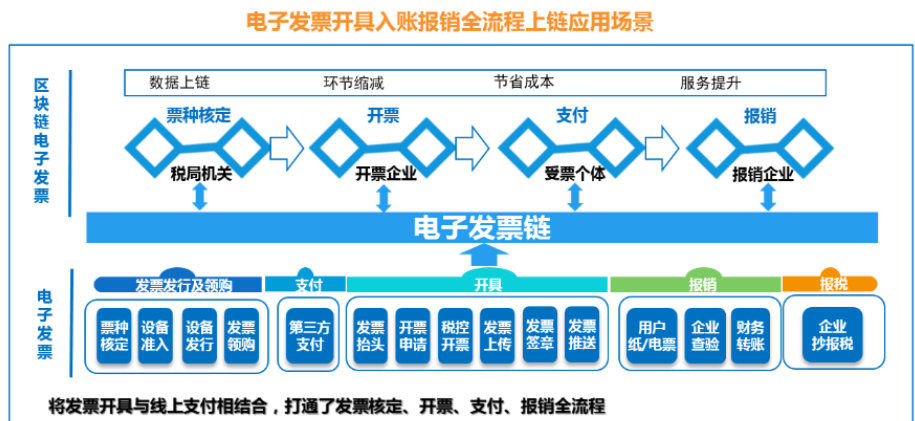 电子发票开具入账报销全流程上链应用场景
区块链电子发票
数据上链 环节缩减 节省成本 服务提升
票种核定 开票 支付 报销
税局机关 开票企业 受票个体 报销企业
电子发票链
电子发票
发票发行及领购 支付 开具 报销 报税
票种核定 设备准入 设备发行 发票领购 第三方支付 发票抬头 开票申请 税控开票 发票上传 发票签章 发票推送 用户纸/电票 企业查验 财务转账 企业抄报税
将发票开具与线上支付相结合，打通了发票核定、开票、支付、报销全流程